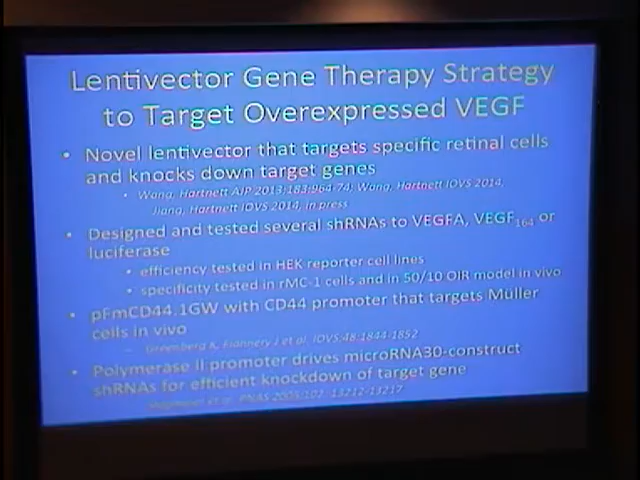 Lentivector Gene Therapy Strategy
to Target Overexpressed VEGF
• Novel lentivector that targets specific retinal cells
and knocks down target genes
• Wang, Hartnett AJP 2013;183:964-74; Wang, Hartnett IOVS 2014,
Jiang, Hartnett IOVS 2014, in press
• Designed and tested several shRNAs to VEGFA, VEGF164 or
luciferase
• efficiency tested in HEK reporter cell lines
• specificity tested in rMC-1 cells and in 50/10 OIR model in vivo
• pFmCD44.1GW with CD44 promoter that targets Müller
cells in vivo
– Greenberg K, et al, IOVS:48:1844-1852
• Polymerase II promoter drives microRNA30-construct
shRNAs for efficient knockdown of target gene
et al, PNAS 13212-13217